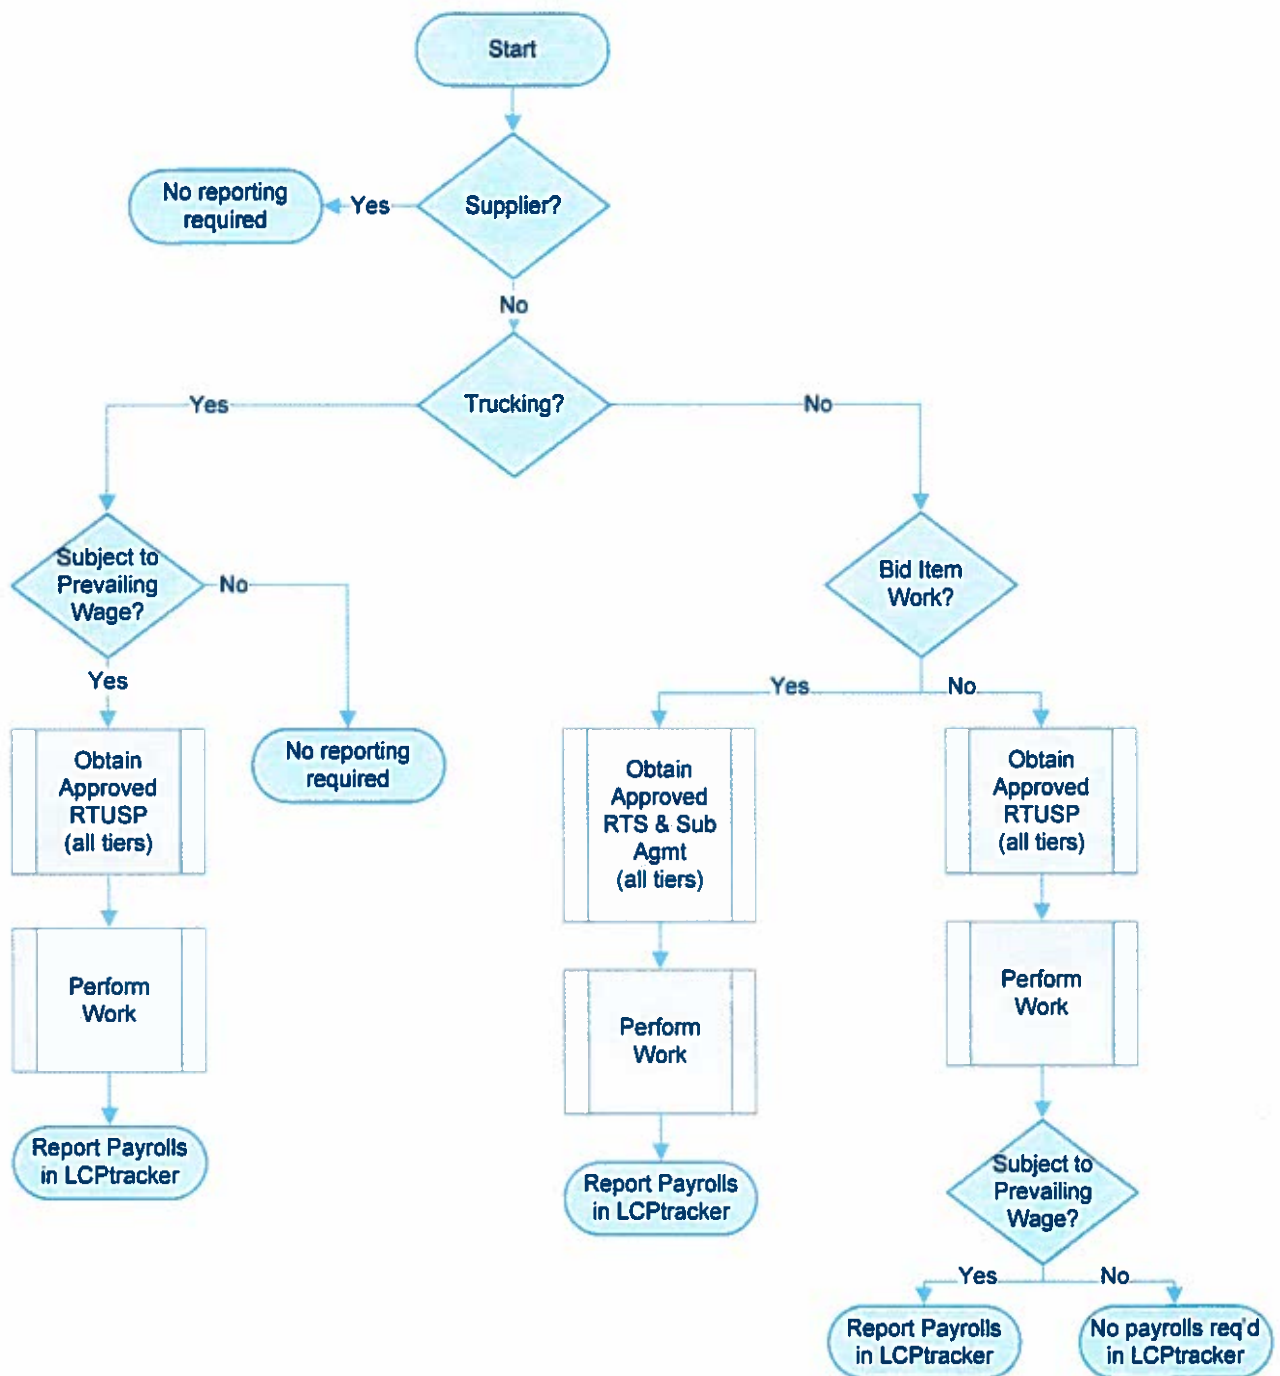 Start
No reporting
required
Yes
Supplier?
No
Yes
Trucking?
No
Subject to
Prevailing
Wage?
No
Bid Item
Work?
Yes
Yes
No
Obtain
Approved
RTUSP
(all tiers)
No reporting
required
Obtain
Approved
RTS & Sub
Agmt
(all tiers)
Obtain
Approved
RTUSP
(all tiers)
Perform
Work
Perform
Work
Perform
Work
Report Payrolls
in LCPtracker
Report Payrolls
in LCPtracker
Subject to
Prevailing
Wage?
Yes
No
Report Payrolls
in LCPtracker
No payrolls req'd
in LCPtracker